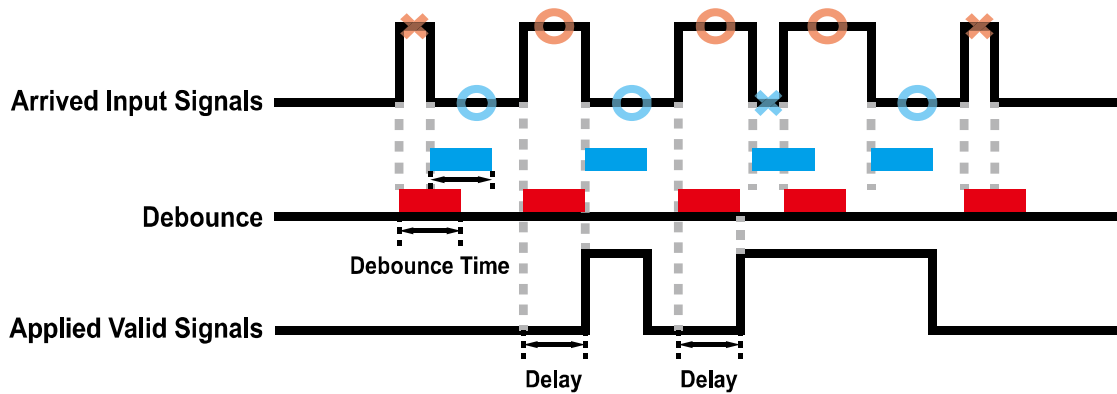 Arrived Input Signals
Debounce
Debounce Time
Applied Valid Signals
Delay
Delay